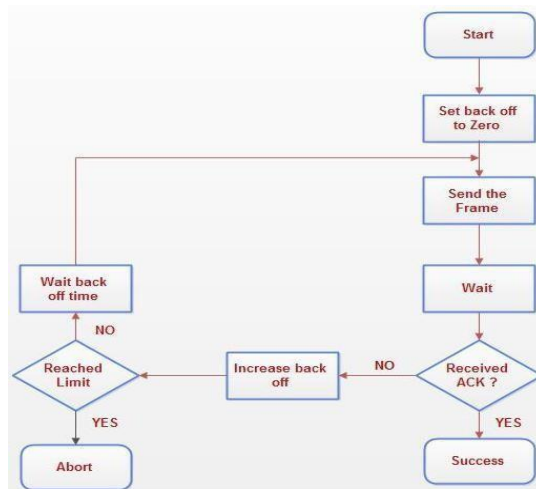 Start
Set back off
to Zero
Send the
Frame
Wait back
off time
Wait
NO
Reached
Limit
Increase back
off
NO
Received
ACK ?
YES
YES
Abort
Success